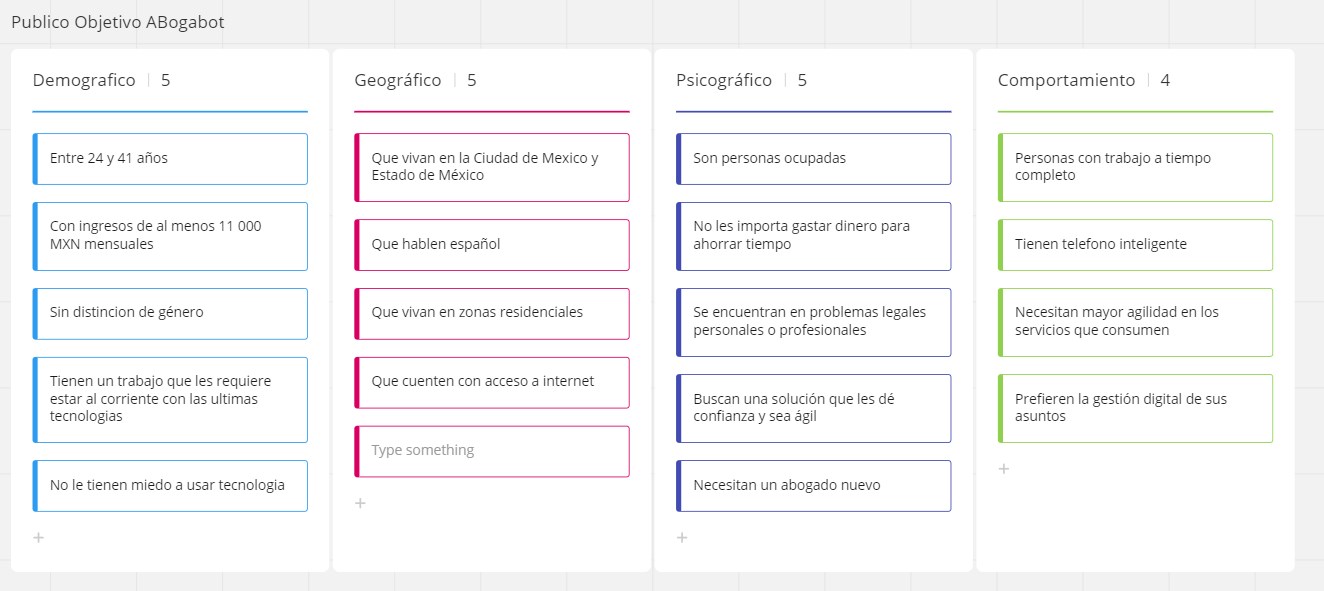 Publico Objetivo ABogabot
Demografico | 5
Entre 24 y 41 años
Con ingresos de al menos 11 000
MXN mensuales
Sin distincion de género
Tienen un trabajo que les requiere
estar al corriente con las ultimas
tecnologias
No le tienen miedo a usar tecnologia
+
Geográfico | 5
Que vivan en la Ciudad de Mexico y
Estado de México
Que hablen español
Que vivan en zonas residenciales
Que cuenten con acceso a internet
Type something
+
Psicográfico | 5
Son personas ocupadas
No les importa gastar dinero para
ahorrar tiempo
Se encuentran en problemas legales
personales o profesionales
Buscan una solución que les dé
confianza y sea ágil
Necesitan un abogado nuevo
+
Comportamiento | 4
Personas con trabajo a tiempo
completo
Tienen telefono inteligente
Necesitan mayor agilidad en los
servicios que consumen
Prefieren la gestión digital de sus
asuntos
+